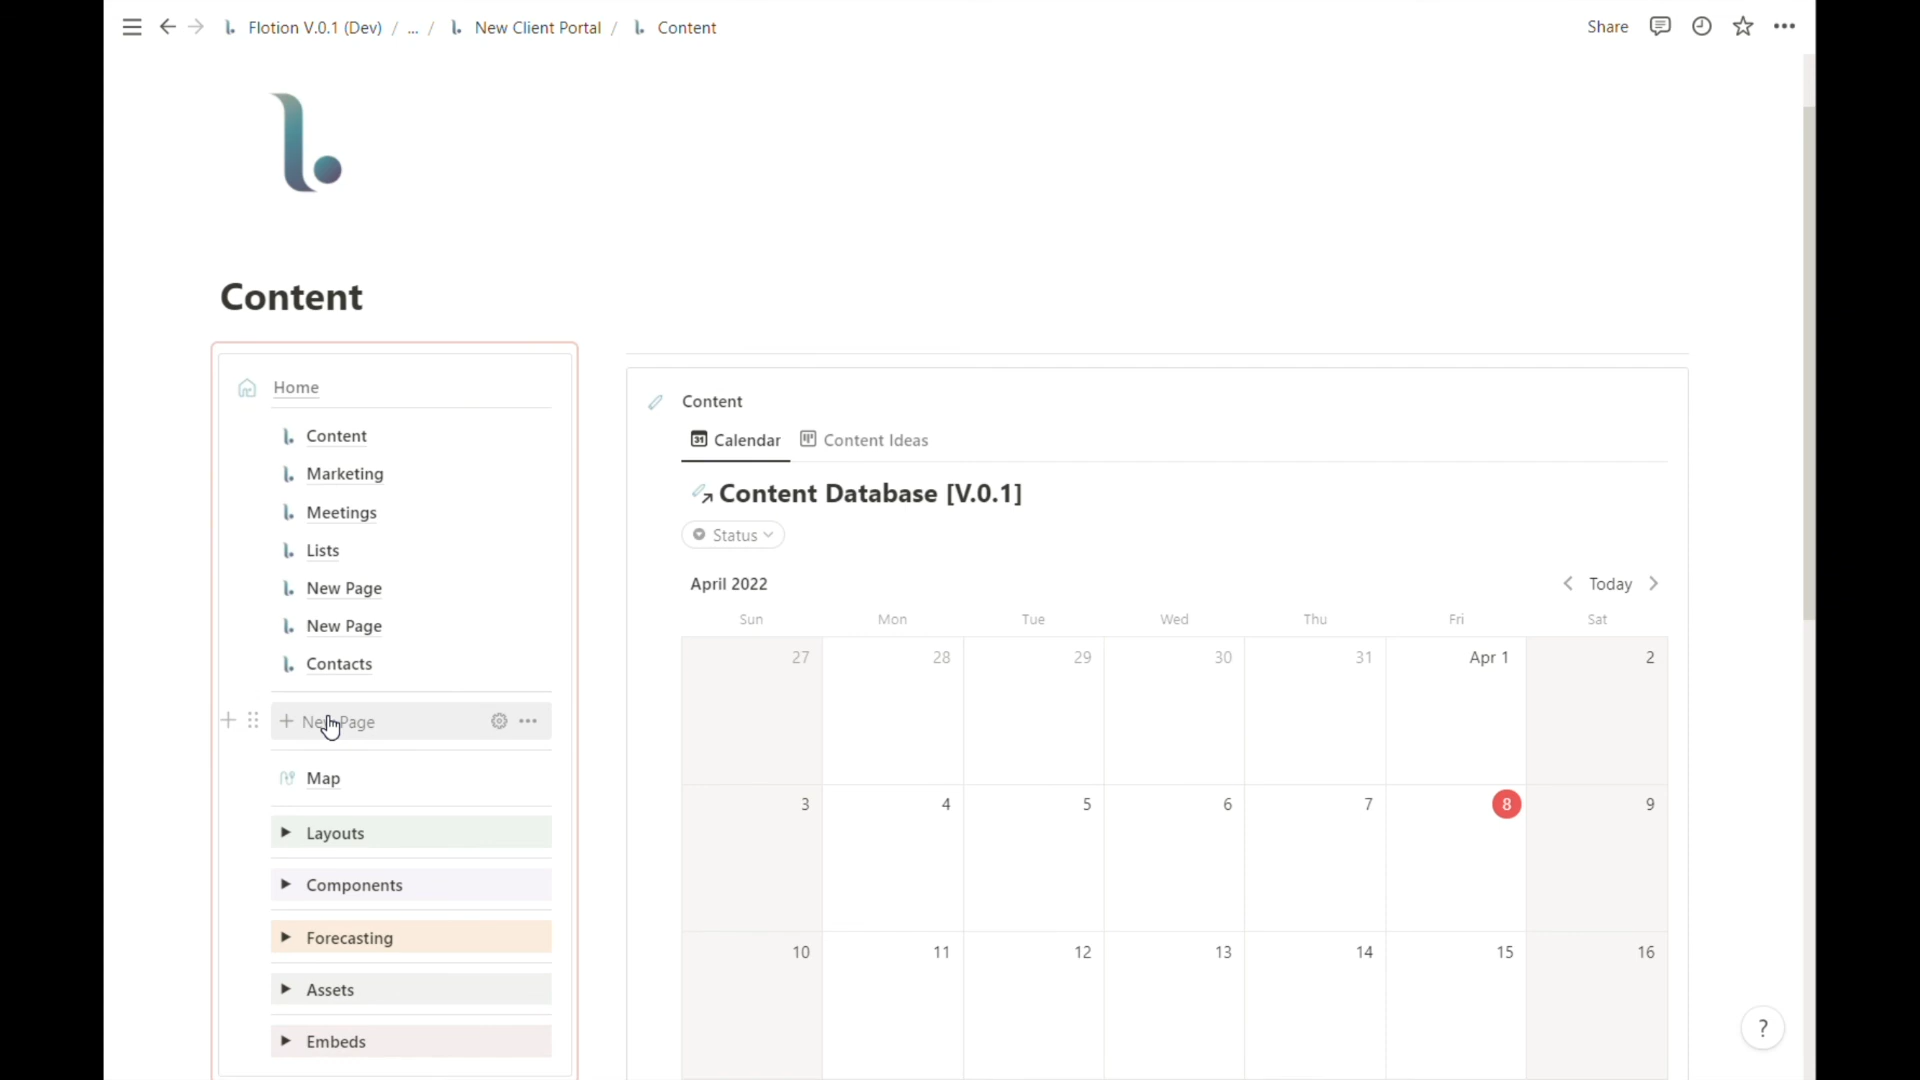 Flotion V.0.1 (Dev) / ... / New Client Portal / Content
Share
Content
Home
Content
Marketing
Meetings
Lists
New Page
New Page
Contacts
New Page
Map
Layouts
Components
Forecasting
Assets
Embeds
Content
Calendar Content Ideas
Content Database [V.0.1]
Status
April 2022
Today
Sun Mon Tue Wed Thu Fri Sat
27 28 29 30 31 Apr 1 2
3 4 5 6 7 8 9
10 11 12 13 14 15 16
?